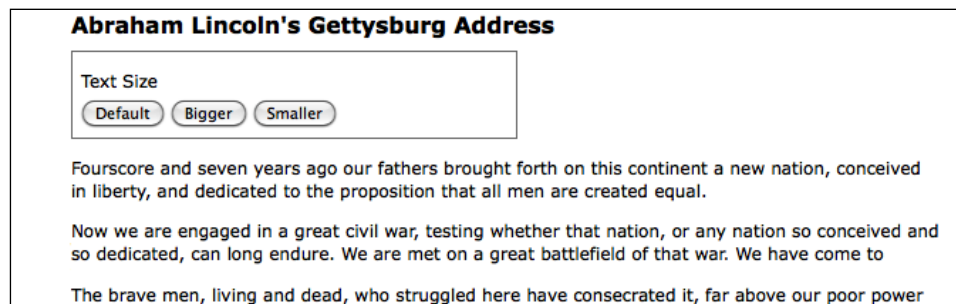 Abraham Lincoln's Gettysburg Address
Text Size
Default Bigger Smaller
Fourscore and seven years ago our fathers brought forth on this continent a new nation, conceived
in liberty, and dedicated to the proposition that all men are created equal.
Now we are engaged in a great civil war, testing whether that nation, or any nation so conceived and
so dedicated, can long endure. We are met on a great battlefield of that war. We have come to
The brave men, living and dead, who struggled here have consecrated it, far above our poor power